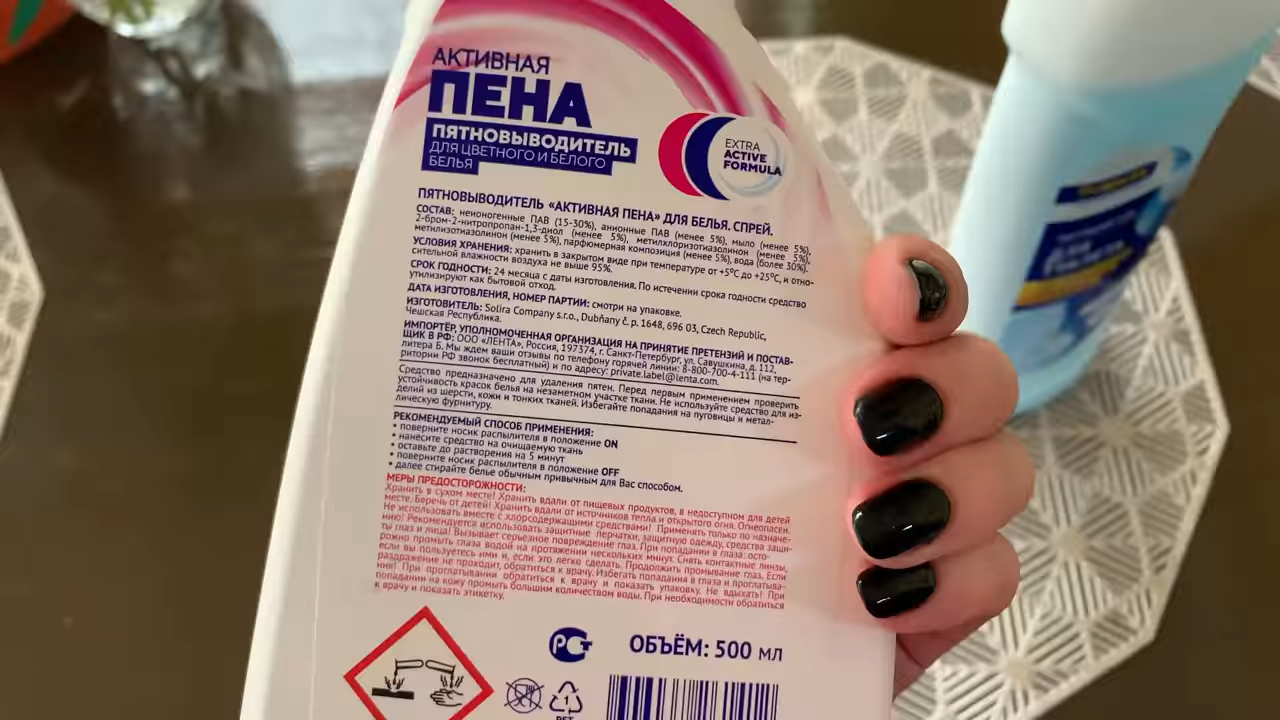 АКТИВНАЯ
ПЕНА
ПЯТНОВЫВОДИТЕЛЬ
ДЛЯ ЦВЕТНОГО И БЕЛОГО
БЕЛЬЯ
EXTRA
ACTIVE
FORMULA
ПЯТНОВЫВОДИТЕЛЬ «АКТИВНАЯ ПЕНА» ДЛЯ БЕЛЬЯ. СПРЕЙ.
СОСТАВ: неионогенные ПАВ (15-30%), анионные ПАВ (менее 5%), мыло (менее 5%),
2-бром-2-нитропропан-1,3-диол (менее 5%), метилхлоризотиазолинон (менее 5%),
метилизотиазолинон (менее 5%), парфюмерная композиция (менее 5%), вода (более 30%).
УСЛОВИЯ ХРАНЕНИЯ: хранить в закрытом виде при температуре от +5°С до +25°С, и отно-
сительной влажности воздуха не выше 95%.
СРОК ГОДНОСТИ: 24 месяца с даты изготовления. По истечении срока годности средство
утилизируют как бытовой отход.
ДАТА ИЗГОТОВЛЕНИЯ, НОМЕР ПАРТИИ: смотри на упаковке.
ИЗГОТОВИТЕЛЬ: Solira Company s.r.o., Dubňany č. p. 1648, 696 03, Czech Republic,
Чешская Республика.
ИМПОРТЁР, УПОЛНОМОЧЕННАЯ ОРГАНИЗАЦИЯ НА ПРИНЯТИЕ ПРЕТЕНЗИЙ И ПОСТАВ-
ЩИК В РФ: ООО «ЛЕНТА», Россия, 197374, г. Санкт-Петербург, ул. Савушкина, д. 112,
литера Б. Мы ждем ваши отзывы по телефону горячей линии: 8-800-700-4-111 (на тер-
ритории РФ звонок бесплатный) и по адресу: private.label@lenta.com.
Средство предназначено для удаления пятен. Перед первым применением проверить
устойчивость красок белья на незаметном участке ткани. Не используйте средство для из-
делий из шерсти, кожи и тонких тканей. Избегайте попадания на пуговицы и метал-
лическую фурнитуру.
РЕКОМЕНДУЕМЫЙ СПОСОБ ПРИМЕНЕНИЯ:
• поверните носик распылителя в положение ON
• нанесите средство на очищаемую ткань
• оставьте до растворения на 5 минут
• поверните носик распылителя в положение OFF
• далее стирайте белье обычным привычным для Вас способом.
МЕРЫ ПРЕДОСТОРОЖНОСТИ:
Хранить в сухом месте! Хранить вдали от пищевых продуктов, в недоступном для детей
месте. Беречь от детей! Хранить вдали от источников тепла и открытого огня. Огнеопасен.
Не использовать вместе с хлорсодержащими средствами! Применять только по назначе-
нию! Рекомендуется использовать защитные перчатки, защитную одежду, средства защи-
ты глаз и лица! Вызывает серьезное повреждение глаз. При попадании в глаза: осто-
рожно промыть глаза водой на протяжении нескольких минут. Снять контактные линзы,
если вы пользуетесь ими и, если это легко сделать. Продолжить промывание глаз. Если
раздражение не проходит, обратиться к врачу. Избегать попадания в глаза и проглатыва-
ния! При проглатывании обратиться к врачу и показать упаковку. Не вдыхать! При
попадании на кожу промыть большим количеством воды. При необходимости обратиться
к врачу и показать этикетку.
РСТ
ОБЪЁМ: 500 мл
1
PET